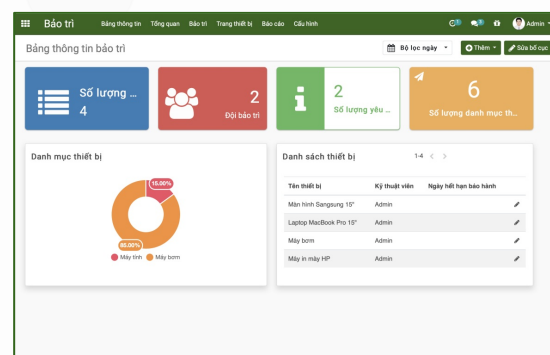 Bảo trì Bảng thông tin Tổng quan Bảo trì Trang thiết bị Báo cáo Cấu hình Admin
Bảng thông tin bảo trì Bộ lọc ngày Thêm Sửa bố cục
Số lượng ...
4
2
Đội bảo trì
2
Số lượng yêu ...
6
Số lượng danh mục th...
Danh mục thiết bị
15.00%
85.00%
Máy tính Máy bơm
Danh sách thiết bị 1-4
Tên thiết bị Kỹ thuật viên Ngày hết hạn bảo hành
Màn hình Sangsung 15" Admin
Laptop MacBook Pro 15" Admin
Máy bơm Admin
Máy in máy HP Admin